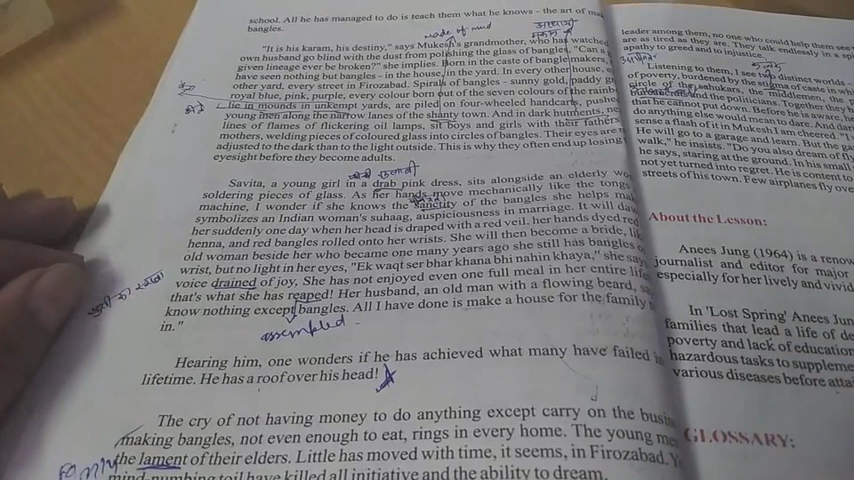 school. All he has managed to do is teach them what he knows - the art of
bangles.
made of mud
"It is his karam, his destiny," says Mukesh's grandmother, who has watched
own husband go blind with the dust from polishing the glass of bangles. "Can a
given lineage ever be broken?" she implies. Born in the caste of bangle makers,
have seen nothing but bangles - in the house, in the yard. In every other house, e
other yard, every street in Firozabad. Spirals of bangles - sunny gold, paddy g
royal blue, pink, purple, every colour born out of the seven colours of the rainb
lie in mounds in unkempt yards, are piled on four-wheeled handcarts, pushe
young men along the narrow lanes of the shanty town. And in dark hutments, ne
lines of flames of flickering oil lamps, sit boys and girls with their fathers
mothers, welding pieces of coloured glass into circles of bangles. Their eyes are
adjusted to the dark than to the light outside. This is why they often end up losing
eyesight before they become adults.
Savita, a young girl in a drab pink dress, sits alongside an elderly wo
soldering pieces of glass. As her hands move mechanically like the tongs
machine, I wonder if she knows the sanctity of the bangles she helps ma
symbolizes an Indian woman's suhaag, auspiciousness in marriage. It will daw
her suddenly one day when her head is draped with a red veil, her hands dyed red
henna, and red bangles rolled onto her wrists. She will then become a bride, lik
old woman beside her who became one many years ago she still has bangles o
wrist, but no light in her eyes, "Ek waqt ser bhar khana bhi nahin khaya," she say
voice drained of joy, She has not enjoyed even one full meal in her entire life
that's what she has reaped! Her husband, an old man with a flowing beard, sa
know nothing except bangles. All I have done is make a house for the family t
in."
assembled
Hearing him, one wonders if he has achieved what many have failed in
lifetime. He has a roof over his head!
The cry of not having money to do anything except carry on the busi
making bangles, not even enough to eat, rings in every home. The young me
the lament of their elders. Little has moved with time, it seems, in Firozabad. Y
mind-numbing toil have killed all initiative and the ability to dream.
leader among them, no one who could help them see
are as tired as they are. They talk endlessly in a spi
apathy to greed and to injustice.
Listening to them, I see two distinct worlds -
of poverty, burdened by the stigma of caste in whi
circle of the sahukars, the middlemen, the p
bureaucrats and the politicians. Together they h
that he cannot put down. Before he is aware, he
do anything else would mean to dare. And dari
sense a flash of it in Mukesh I am cheered. "I
He will go to a garage and learn. But the ga
walk," he insists. "Do you also dream of fly
he says, staring at the ground. In his small
not yet turned into regret. He is content to
streets of his town. Few airplanes fly ove
About the Lesson:
Anees Jung (1964) is a renow
journalist and editor for major
especially for her lively and vivid
In 'Lost Spring' Anees Jun
families that lead a life of de
poverty and lack of education
hazardous tasks to suppleme
various diseases before atta
GLOSSARY: